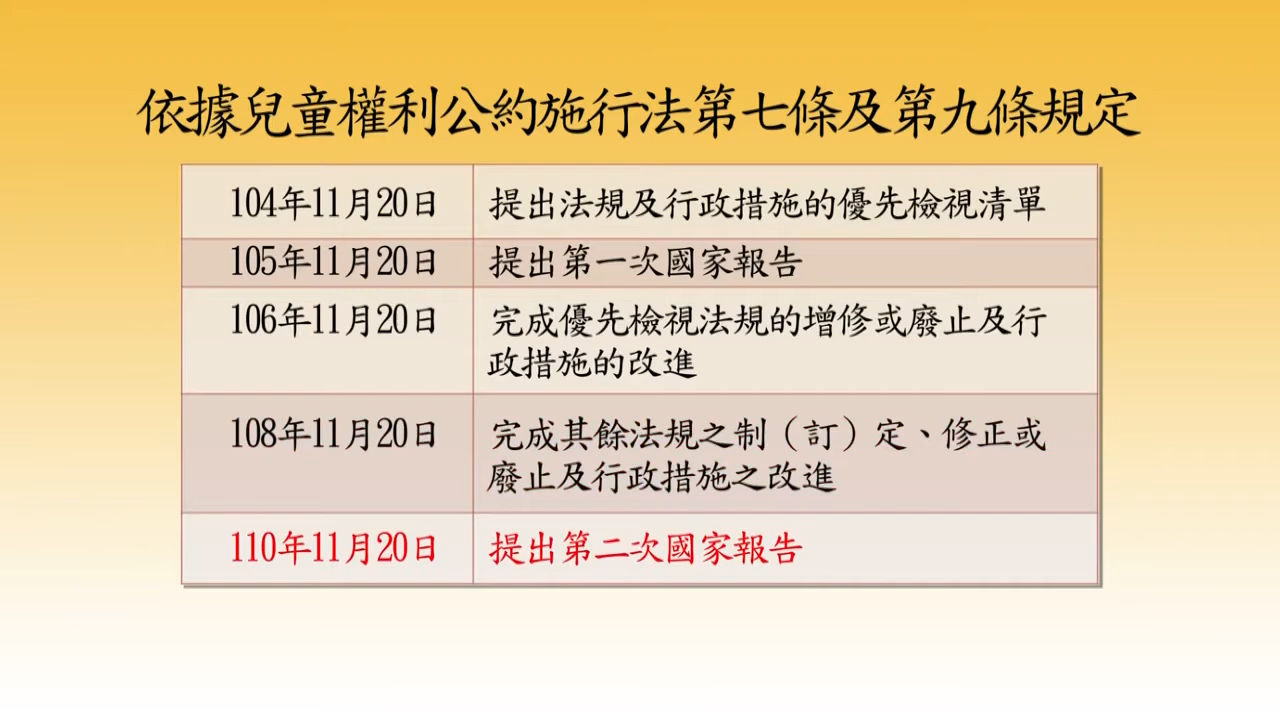 依據兒童權利公約施行法第七條及第九條規定
104年11月20日
提出法規及行政措施的優先檢視清單
105年11月20日
提出第一次國家報告
106年11月20日
完成優先檢視法規的增修或廢止及行
政措施的改進
108年11月20日
完成其餘法規之制（訂）定、修正或
廢止及行政措施之改進
110年11月20日
提出第二次國家報告